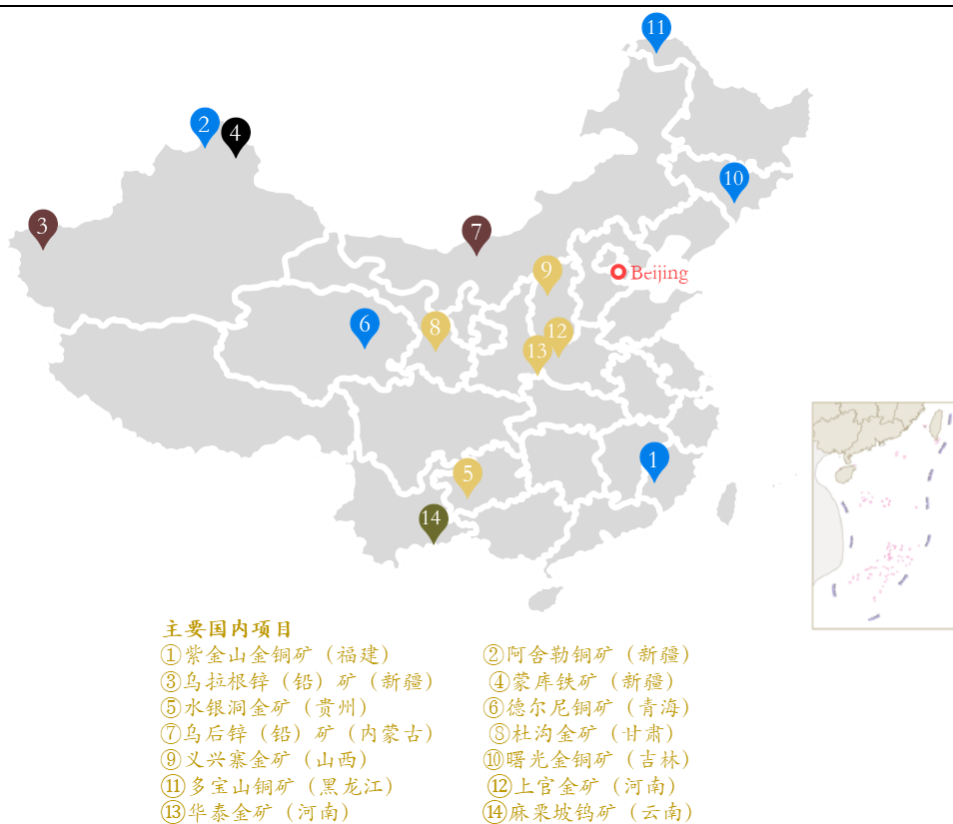 11
2
4
10
3
7
9
Beijing
6
8
12
13
1
5
14
主要国内项目
①紫金山金铜矿（福建）
②阿舍勒铜矿（新疆）
③乌拉根锌（铅）矿（新疆）
④蒙库铁矿（新疆）
⑤水银洞金矿（贵州）
⑥德尔尼铜矿（青海）
⑦乌后锌（铅）矿（内蒙古）
⑧杜沟金矿（甘肃）
⑨义兴寨金矿（山西）
⑩曙光金铜矿（吉林）
⑪多宝山铜矿（黑龙江）
⑫上官金矿（河南）
⑬华泰金矿（河南）
⑭麻栗坡钨矿（云南）